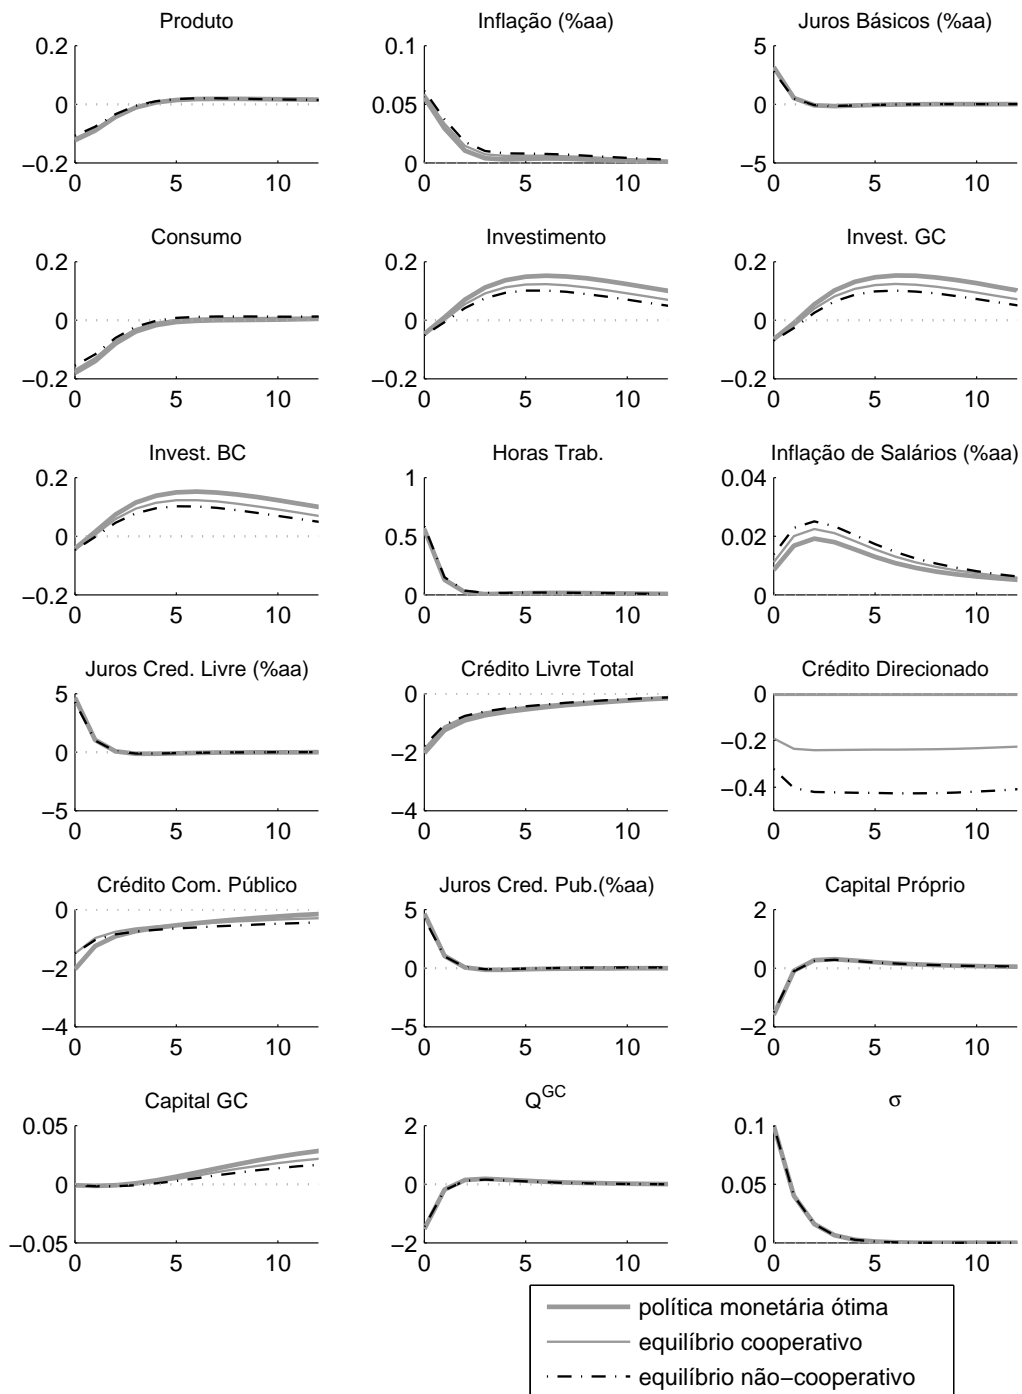 Produto
Inflação (%aa)
Juros Básicos (%aa)
0.2
0
−0.2
0 5 10
0.1
0.05
0
0 5 10
5
0
−5
0 5 10
Consumo
Investimento
Invest. GC
0.2
0
−0.2
0 5 10
0.2
0
−0.2
0 5 10
0.2
0
−0.2
0 5 10
Invest. BC
Horas Trab.
Inflação de Salários (%aa)
0.2
0
−0.2
0 5 10
1
0.5
0
0 5 10
0.04
0.02
0
0 5 10
Juros Cred. Livre (%aa)
Crédito Livre Total
Crédito Direcionado
5
0
−5
0 5 10
0
−2
−4
0 5 10
0
−0.2
−0.4
0 5 10
Crédito Com. Público
Juros Cred. Pub.(%aa)
Capital Próprio
0
−2
−4
0 5 10
5
0
−5
0 5 10
2
0
−2
0 5 10
Capital GC
Q^GC
σ
0.05
0
−0.05
0 5 10
2
0
−2
0 5 10
0.1
0.05
0
0 5 10
política monetária ótima
equilíbrio cooperativo
equilíbrio não−cooperativo